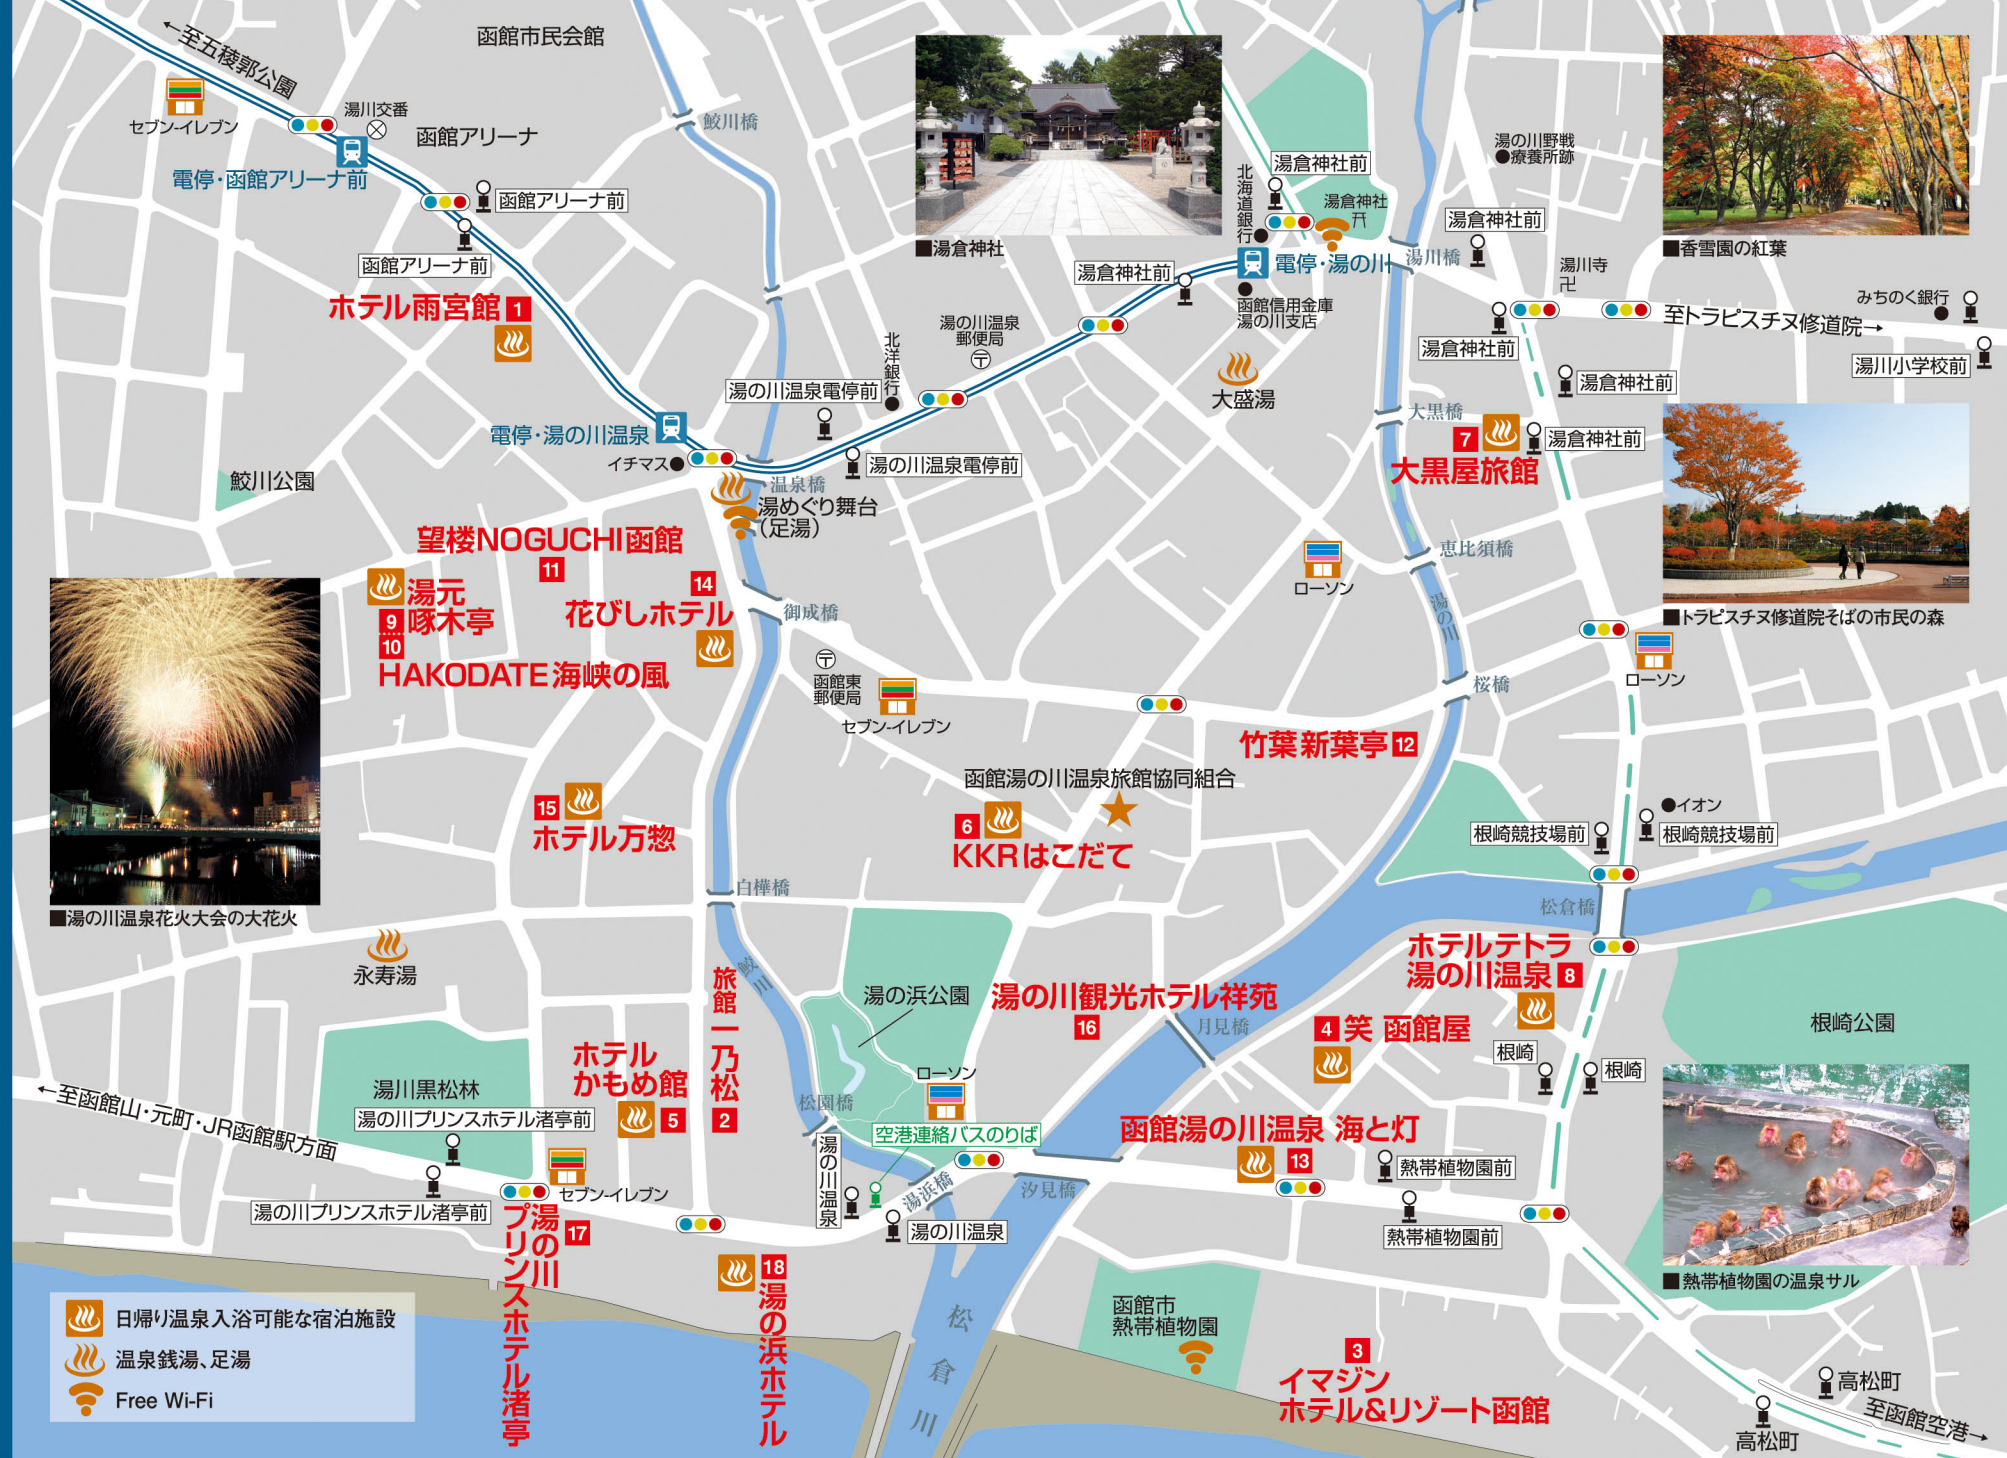 ←至五稜郭公園
函館市民会館
セブン-イレブン
湯川交番
函館アリーナ
電停・函館アリーナ前
函館アリーナ前
函館アリーナ前
鮫川橋
ホテル雨宮館 1
■湯倉神社
北海道銀行
湯倉神社前
湯倉神社
湯倉神社前
電停・湯の川
湯川橋
函館信用金庫
湯の川支店
湯の川野戦
●療養所跡
湯倉神社前
■香雪園の紅葉
湯川寺
湯倉神社前
至トラピスチヌ修道院→
みちのく銀行
湯川小学校前
湯倉神社前
湯の川温泉
郵便局
北洋銀行
湯の川温泉電停前
湯の川温泉電停前
大盛湯
大黒橋
7
湯倉神社前
大黒屋旅館
電停・湯の川温泉
イチマス●
温泉橋
湯めぐり舞台
(足湯)
鮫川公園
望楼NOGUCHI函館
11
湯元
9 啄木亭
10
HAKODATE 海峡の風
14
花びしホテル
御成橋
函館東
郵便局
セブン-イレブン
ローソン
恵比須橋
湯の川
■トラピスチヌ修道院そばの市民の森
ローソン
桜橋
竹葉 新葉亭 12
函館湯の川温泉旅館協同組合
6
KKRはこだて
15
ホテル万惣
●イオン
根崎競技場前
根崎競技場前
■湯の川温泉花火大会の大花火
白樺橋
松倉橋
永寿湯
鮫川
旅館 一乃松
2
湯の浜公園
湯の川観光ホテル祥苑
16
月見橋
ホテルテトラ
湯の川温泉 8
4 笑 函館屋
根崎
根崎
根崎公園
ホテル
かもめ館
5
湯川黒松林
湯の川プリンスホテル渚亭前
←至函館山・元町・JR函館駅方面
湯の川プリンスホテル渚亭前
セブン-イレブン
松園橋
ローソン
空港連絡バスのりば
湯の川温泉
湯浜橋
湯の川温泉
汐見橋
函館湯の川温泉 海と灯
13
熱帯植物園前
熱帯植物園前
■熱帯植物園の温泉サル
17
湯の川
プリンスホテル渚亭
18
湯の浜ホテル
松倉川
函館市
熱帯植物園
3
イマジン
ホテル&リゾート函館
高松町
高松町
至函館空港→
日帰り温泉入浴可能な宿泊施設
温泉銭湯、足湯
Free Wi-Fi